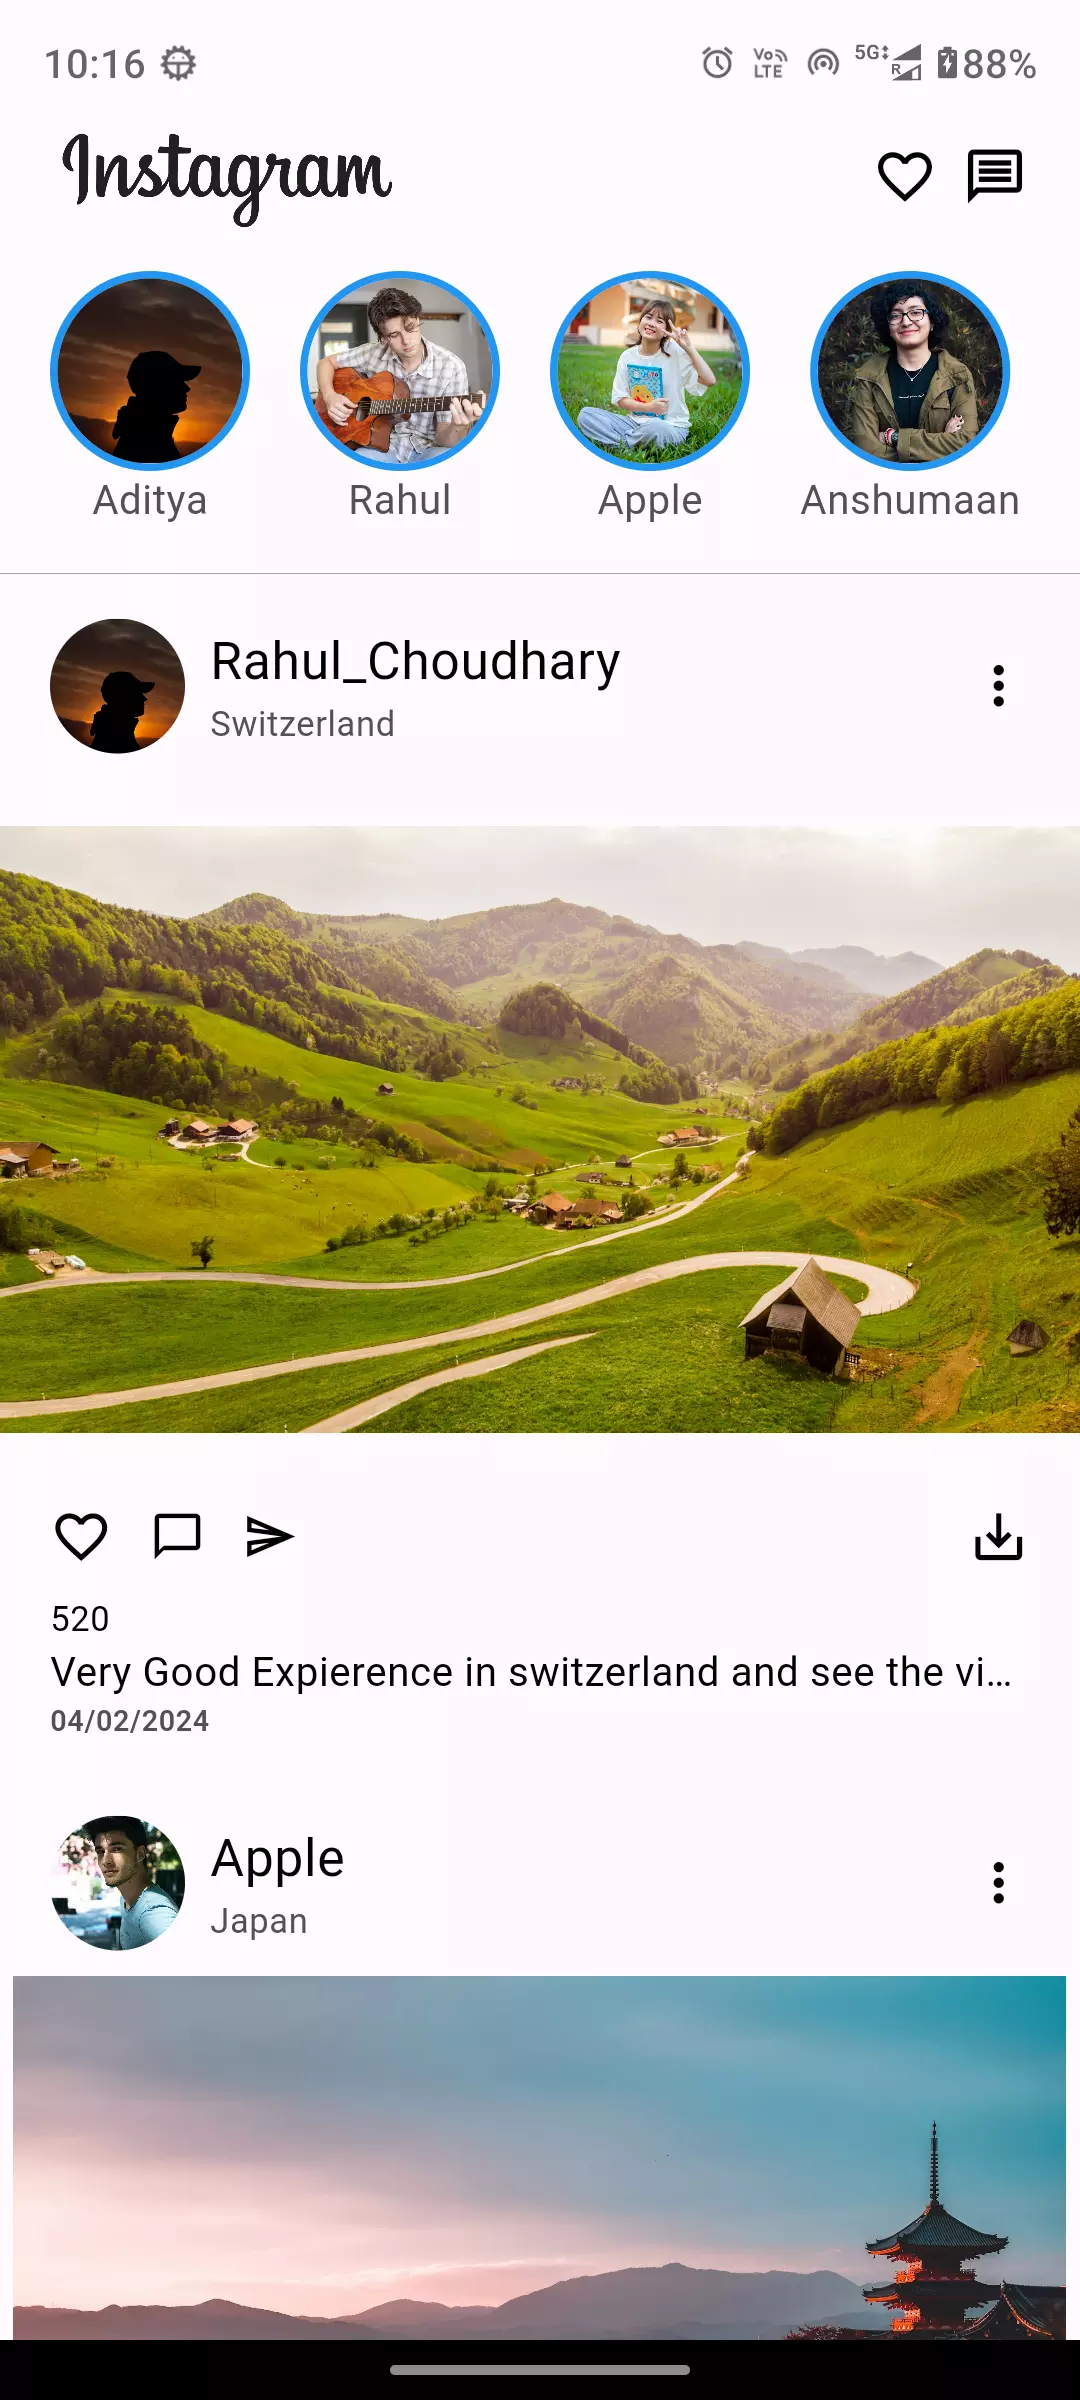 10:16
Vo LTE 5G R 88%
Instagram
Aditya Rahul Apple Anshumaan
Rahul_Choudhary
Switzerland
520
Very Good Expierence in switzerland and see the vi...
04/02/2024
Apple
Japan